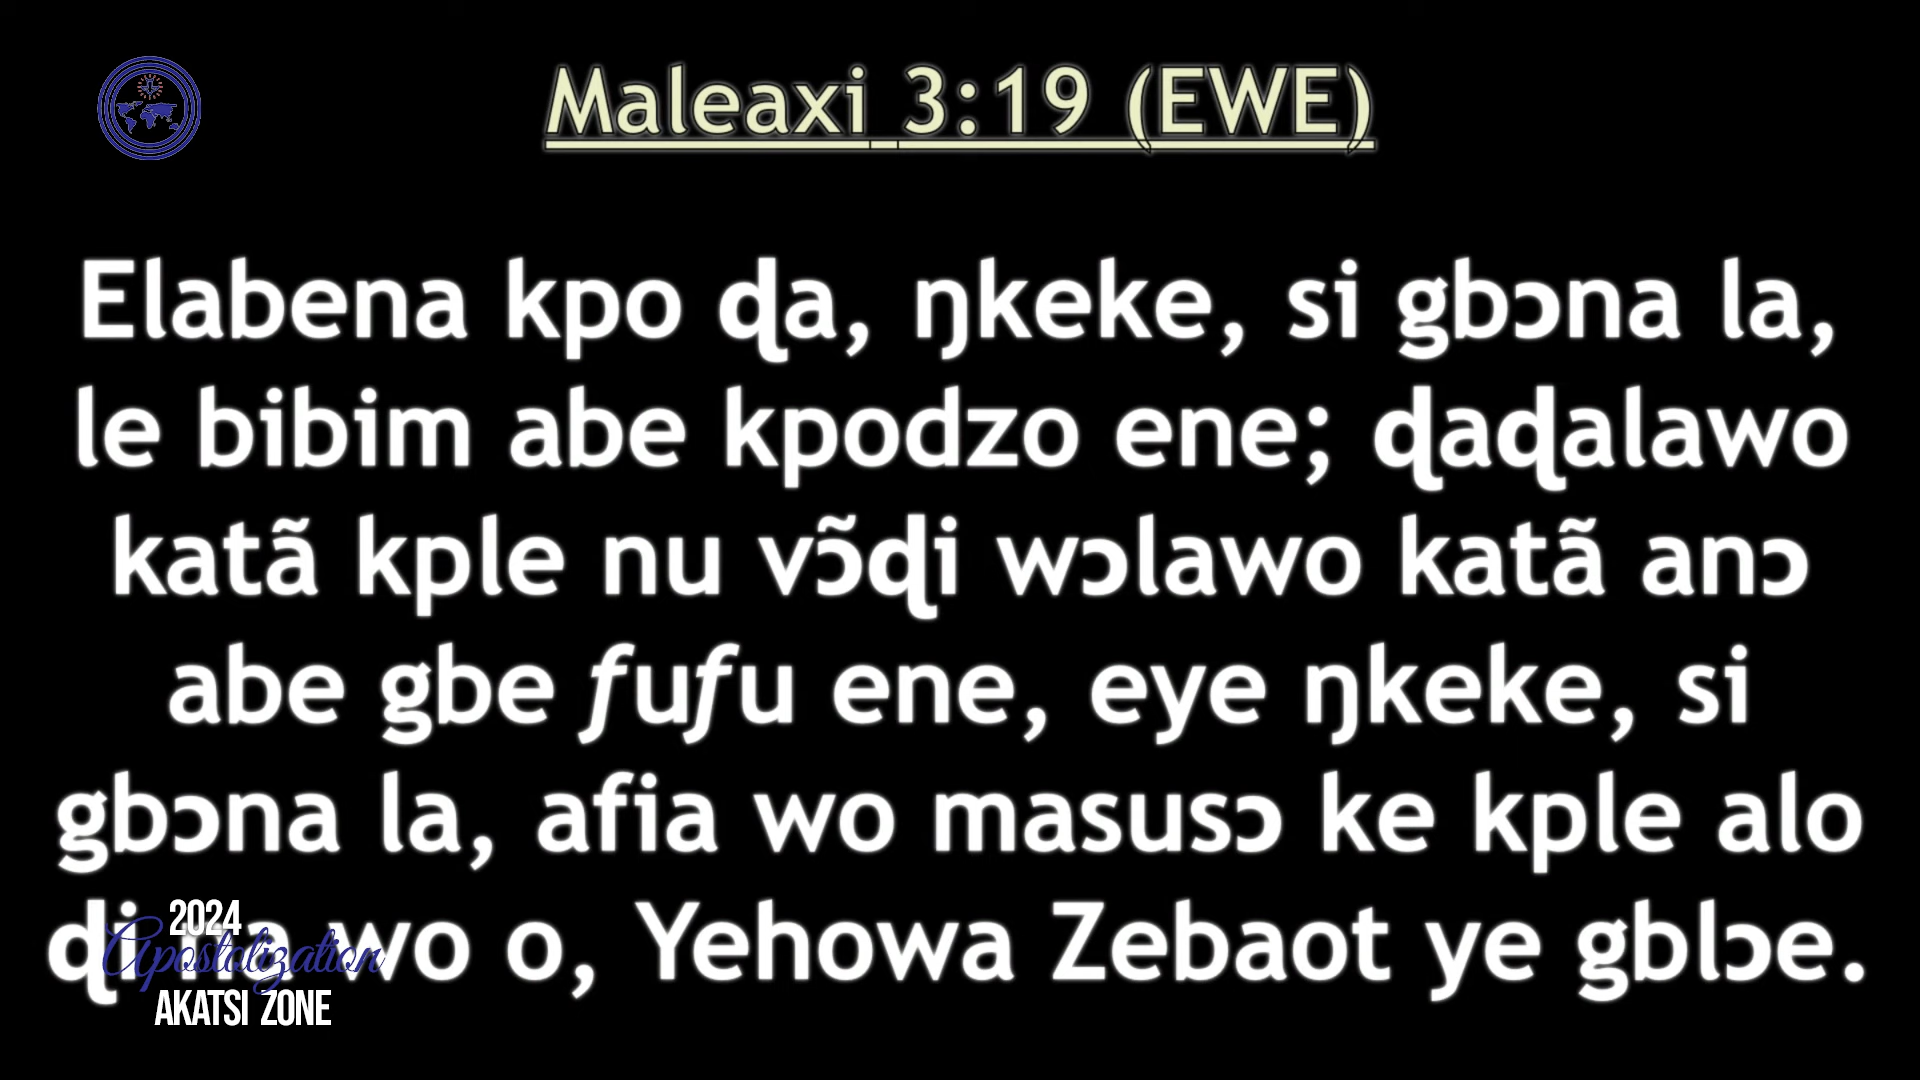 Maleaxi 3:19 (EWE)
Elabena kpo ɖa, ŋkeke, si gbɔna la,
le bibim abe kpodzo ene; ɖaɖalawo
katã kple nu vɔ̃ɖi wɔlawo katã anɔ
abe gbe ƒuƒu ene, eye ŋkeke, si
gbɔna la, afia wo masusɔ ke kple alo
ɖi na wo o, Yehowa Zebaot ye gblɔe.
2024
Apostolization
AKATSI ZONE